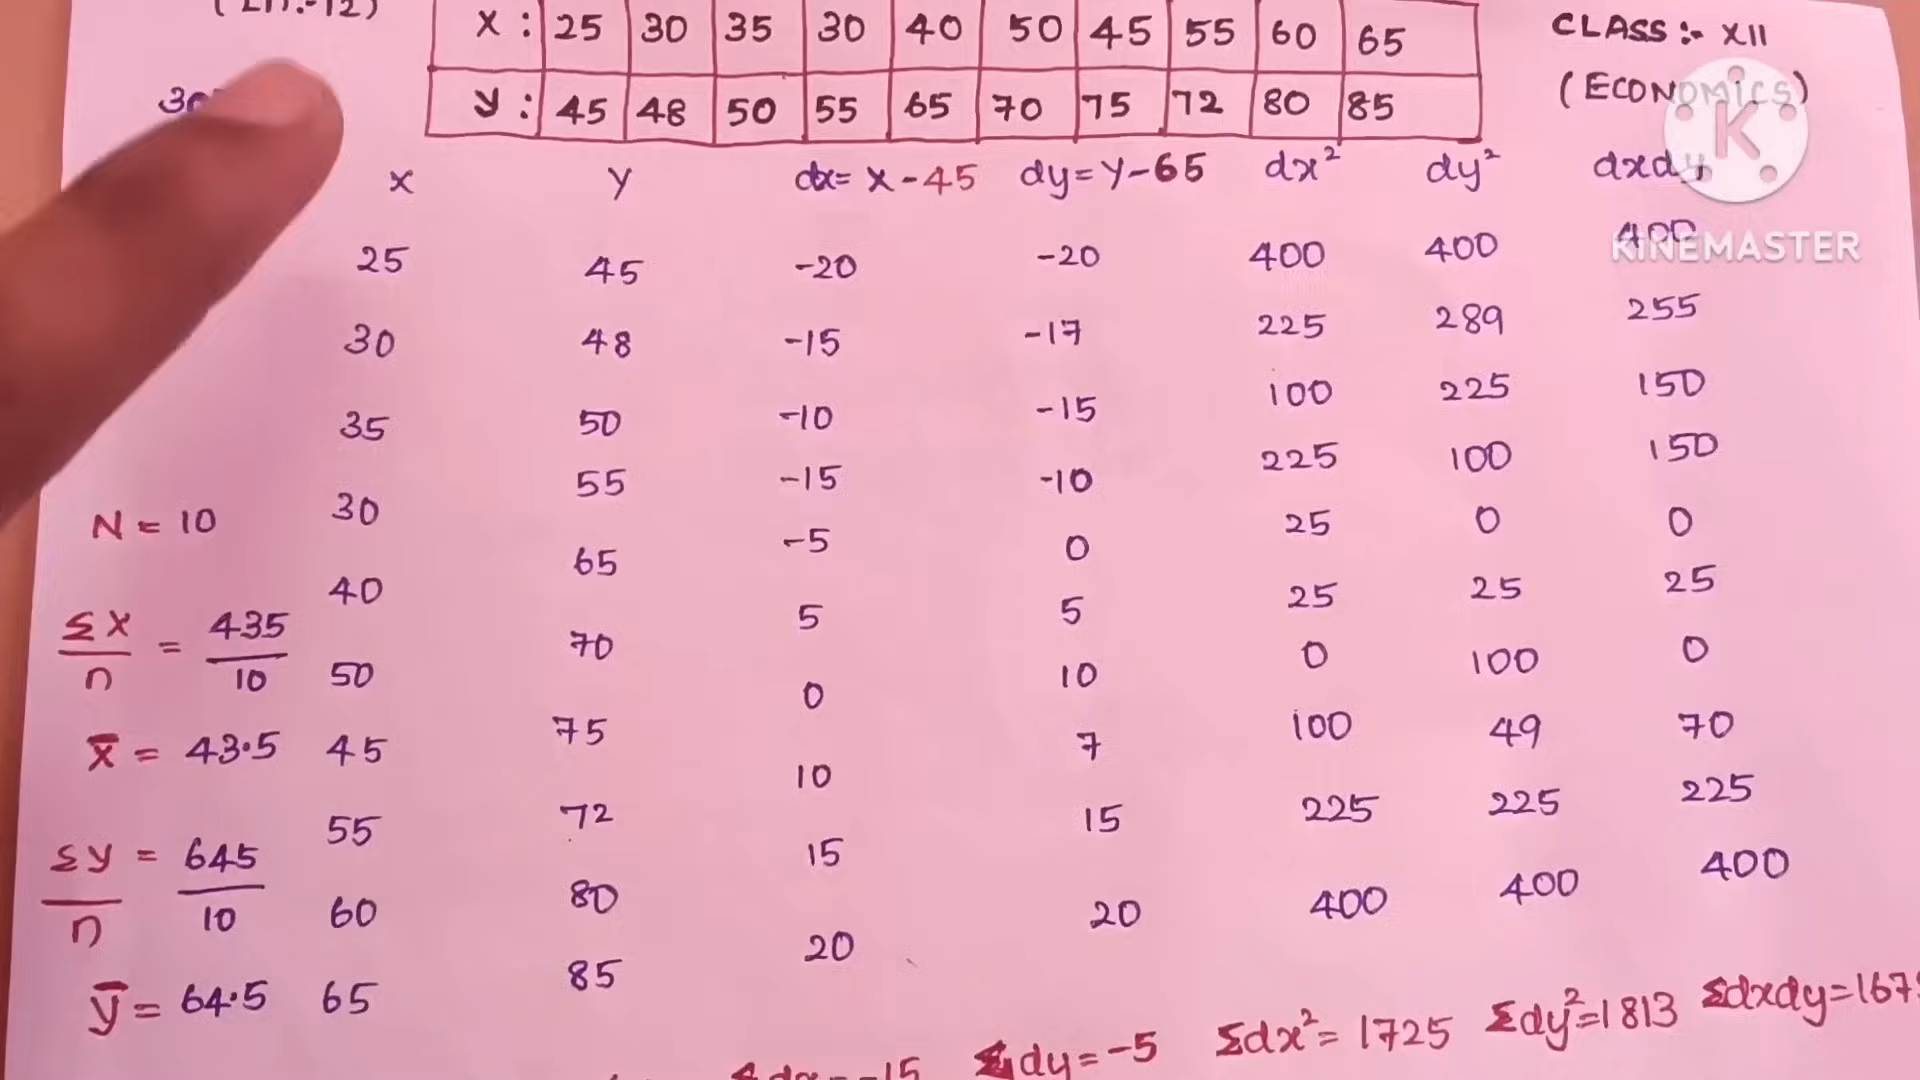 X : 25 30 35 30 40 50 45 55 60 65
CLASS :- XII
y : 45 48 50 55 65 70 75 72 80 85
(ECONOMICS)
K
KINEMASTER
x y dx= x-45 dy=y-65 dx² dy² dxdy
25 45 -20 -20 400 400 400
30 48 -15 -17 225 289 255
35 50 -10 -15 100 225 150
30 55 -15 -10 225 100 150
40 65 -5 0 25 0 0
50 70 5 5 25 25 25
45 75 0 10 0 100 0
55 72 10 7 100 49 70
60 80 15 15 225 225 225
65 85 20 20 400 400 400
N = 10
ΣX/n = 435/10
x̄ = 43.5
Σy/n = 645/10
ȳ = 64.5
-15 Σdy=-5 Σdx²= 1725 Σdy²=1813 Σdxdy=167